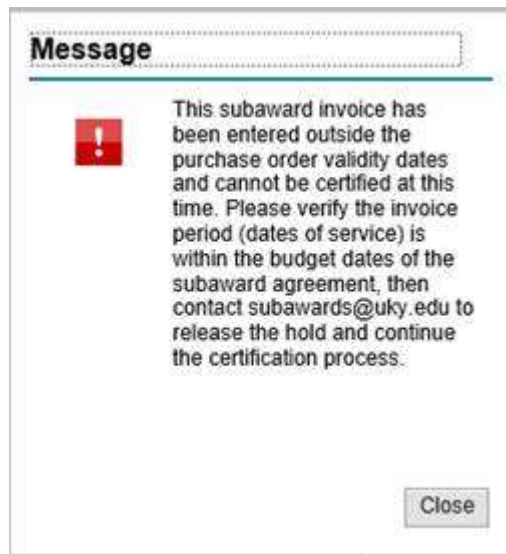 Message
This subaward invoice has
been entered outside the
purchase order validity dates
and cannot be certified at this
time. Please verify the invoice
period (dates of service) is
within the budget dates of the
subaward agreement, then
contact subawards@uky.edu to
release the hold and continue
the certification process.
Close